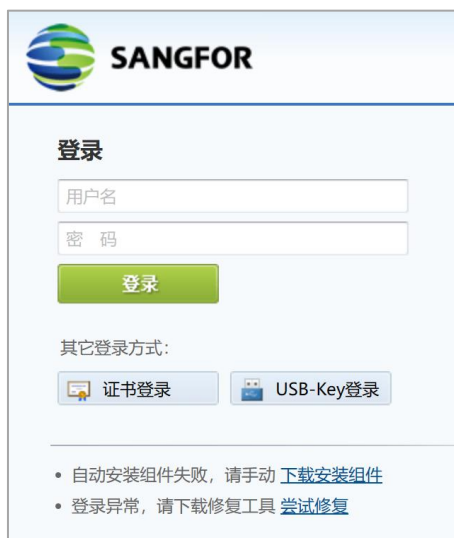 SANGFOR
登录
用户名
密 码
登录
其它登录方式:
证书登录
USB-Key登录
自动安装组件失败，请手动 下载安装组件
登录异常，请下载修复工具 尝试修复